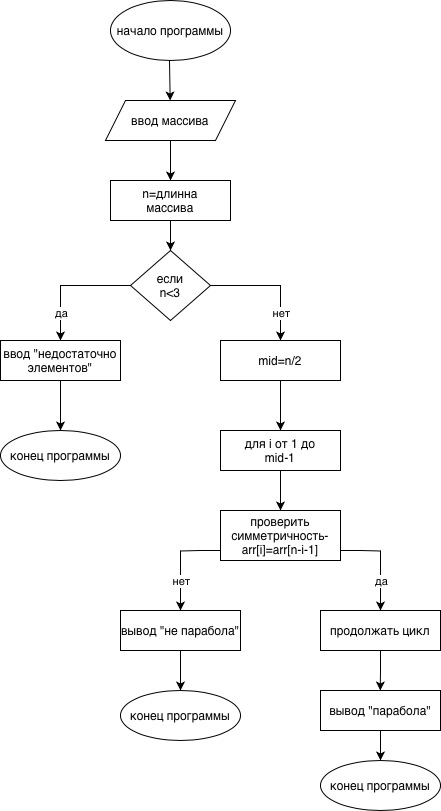 начало программы
ввод массива
n=длинна
массива
если
n<3
да
нет
ввод "недостаточно
элементов"
mid=n/2
конец программы
для i от 1 до
mid-1
проверить
симметричность-
arr[i]=arr[n-i-1]
нет
да
вывод "не парабола"
продолжать цикл
конец программы
вывод "парабола"
конец программы